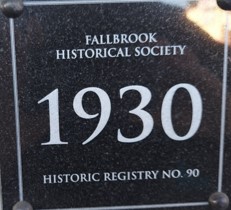 FALLBROOK
HISTORICAL SOCIETY
1930
HISTORIC REGISTRY NO. 90